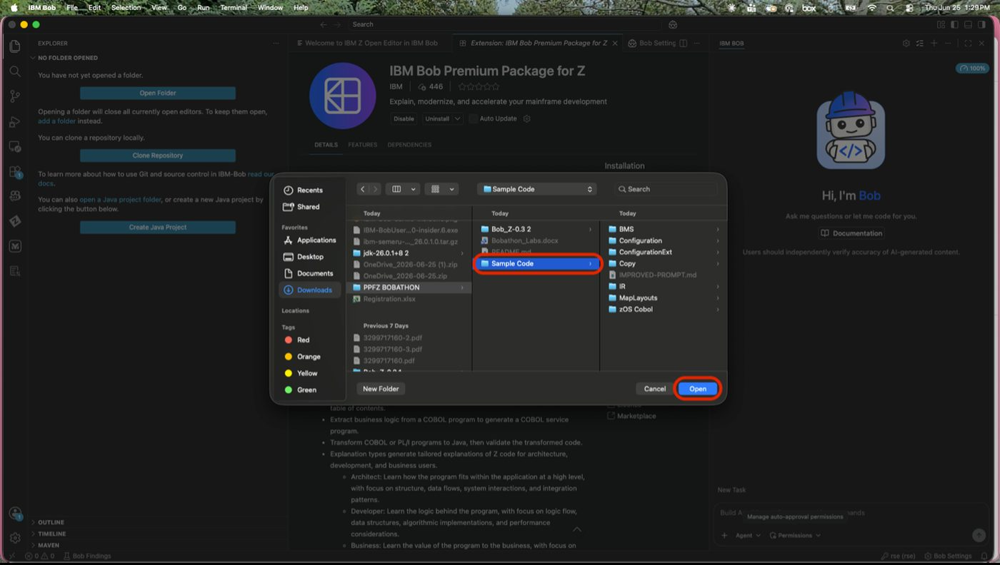 IBM Bob File Edit Selection View Go Run Terminal Window Help
box
Thu Jun 25 1:29 PM
Search
EXPLORER
NO FOLDER OPENED
You have not yet opened a folder.
Open Folder
Opening a folder will close all currently open editors. To keep them open,
add a folder instead.
You can clone a repository locally.
Clone Repository
To learn more about how to use Git and source control in IBM-Bob read our
docs.
You can also open a Java project folder, or create a new Java project by
clicking the button below.
Create Java Project
OUTLINE
TIMELINE
MAVEN
Welcome to IBM Z Open Editor in IBM Bob
Extension: IBM Bob Premium Package for Z
Bob Setting
IBM Bob Premium Package for Z
IBM 446
Explain, modernize, and accelerate your mainframe development
Disable Uninstall Auto Update
DETAILS FEATURES DEPENDENCIES
Installation
Recents
Shared
Favorites
Applications
Desktop
Documents
Downloads
Locations
Tags
Red
Orange
Yellow
Green
Sample Code
Search
Today
IBM-BobUser...0-insider.6.exe
ibm-semeru-..._26.0.1.0.tar.gz
jdk-26.0.1+8 2
OneDrive_2026-06-25 (1).zip
OneDrive_2026-06-25.zip
PPFZ BOBATHON
Registration.xlsx
Previous 7 Days
3299717160-2.pdf
3299717160-3.pdf
3299717160.pdf
Today
Bob_Z-0.3 2
Bobathon_Labs.docx
README.md
Sample Code
Today
BMS
Configuration
ConfigurationExt
Copy
IMPROVED-PROMPT.md
IR
MapLayouts
zOS Cobol
New Folder
Cancel
Open
table of contents.
Extract business logic from a COBOL program to generate a COBOL service
program.
Transform COBOL or PL/I programs to Java, then validate the transformed code.
Explanation types generate tailored explanations of Z code for architecture,
development, and business users.
Architect: Learn how the program fits within the application at a high level,
with focus on structure, data flows, system interactions, and integration
patterns.
Developer: Learn the logic behind the program, with focus on logic flow,
data structures, algorithmic implementations, and performance
considerations.
Business: Learn the value of the program to the business, with focus on
Marketplace
IBM BOB
100%
Hi, I'm Bob
Ask me questions or let me code for you.
Documentation
Users should independently verify accuracy of AI-generated content.
New Task
Build A
Manage auto-approval permissions
Agent Permissions
0 0 Bob Findings
rse (rse) Bob Settings